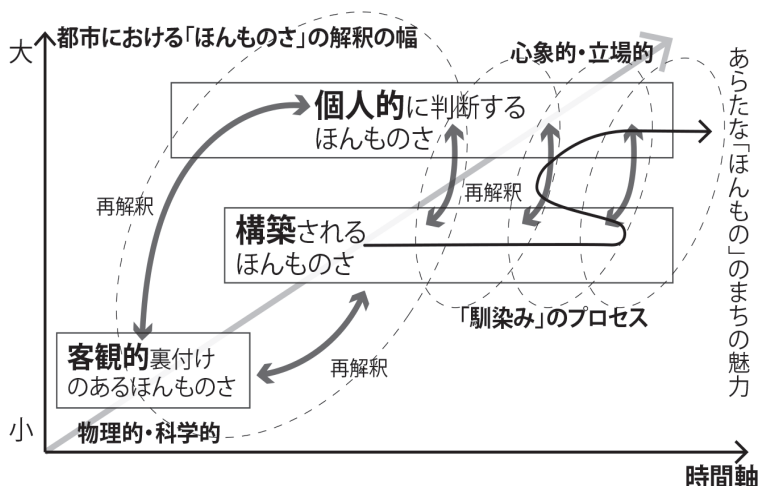 大
都市における「ほんものさ」の解釈の幅
心象的・立場的
個人的に判断する
ほんものさ
再解釈
再解釈
構築される
ほんものさ
「馴染み」のプロセス
客観的裏付け
のあるほんものさ
再解釈
小
物理的・科学的
時間軸
あらたな「ほんもの」のまちの魅力